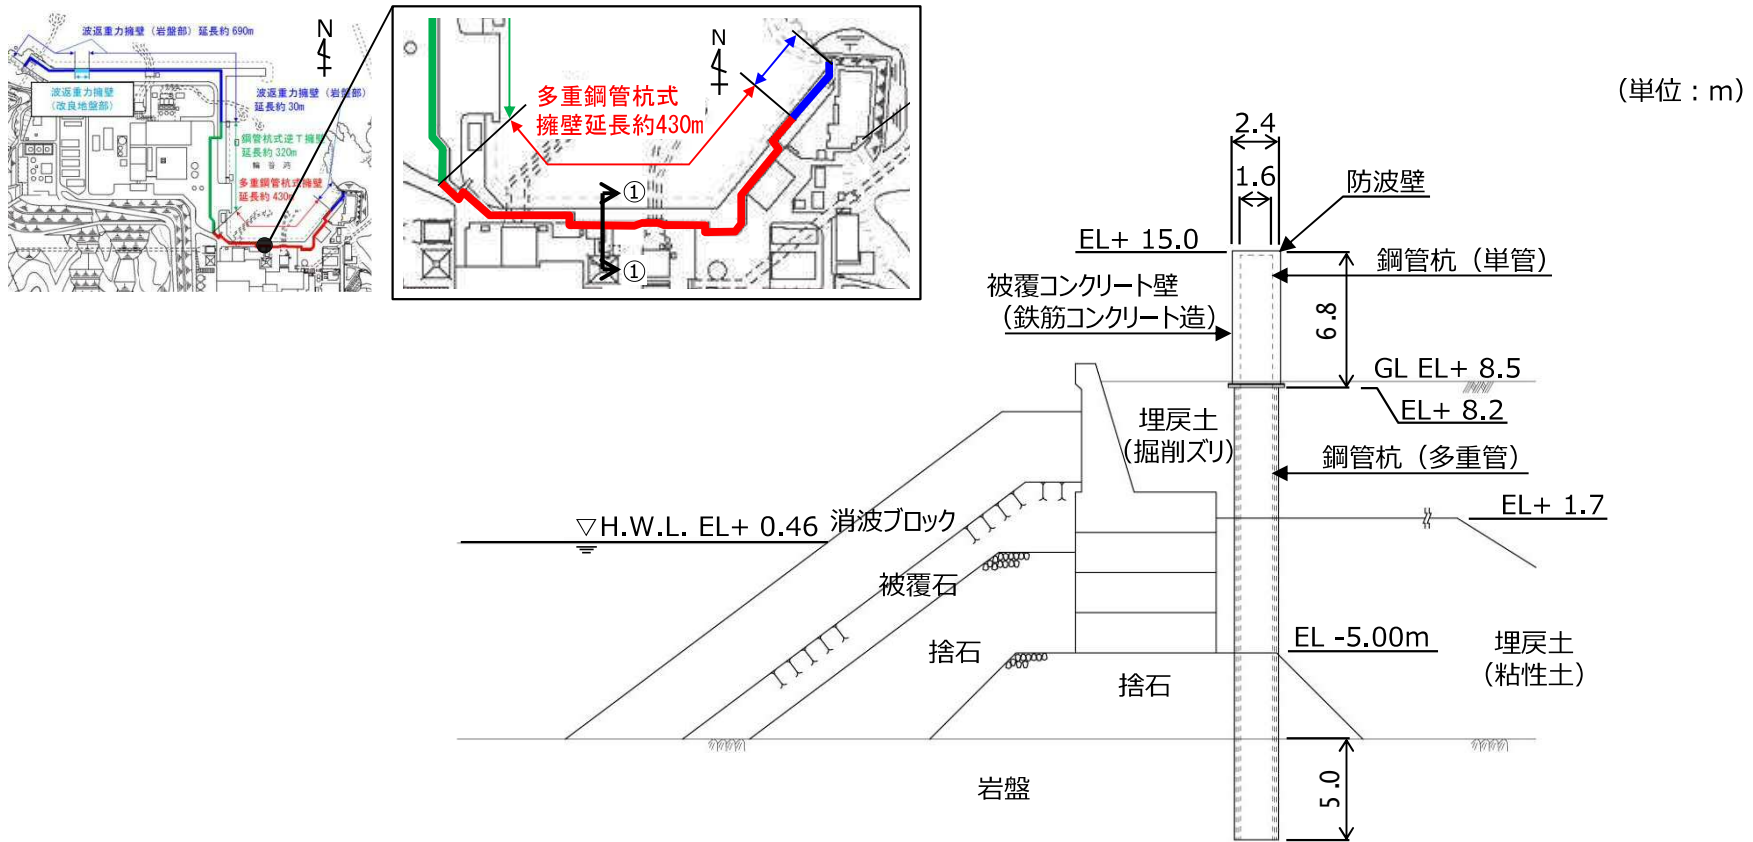 波返重力擁壁（岩盤部）延長約690m
N
波返重力擁壁
（改良地盤部）
波返重力擁壁（岩盤部）
延長約30m
鋼管杭式逆T擁壁
延長約320m
輪谷湾
多重鋼管杭式擁壁
延長約430m
N
多重鋼管杭式
擁壁延長約430m
①
①
（単位：m）
2.4
1.6
防波壁
EL+ 15.0
鋼管杭（単管）
被覆コンクリート壁
（鉄筋コンクリート造）
6.8
GL EL+ 8.5
EL+ 8.2
埋戻土
（掘削ズリ）
鋼管杭（多重管）
EL+ 1.7
▽H.W.L. EL+ 0.46
消波ブロック
被覆石
捨石
EL -5.00m
捨石
埋戻土
（粘性土）
岩盤
5.0